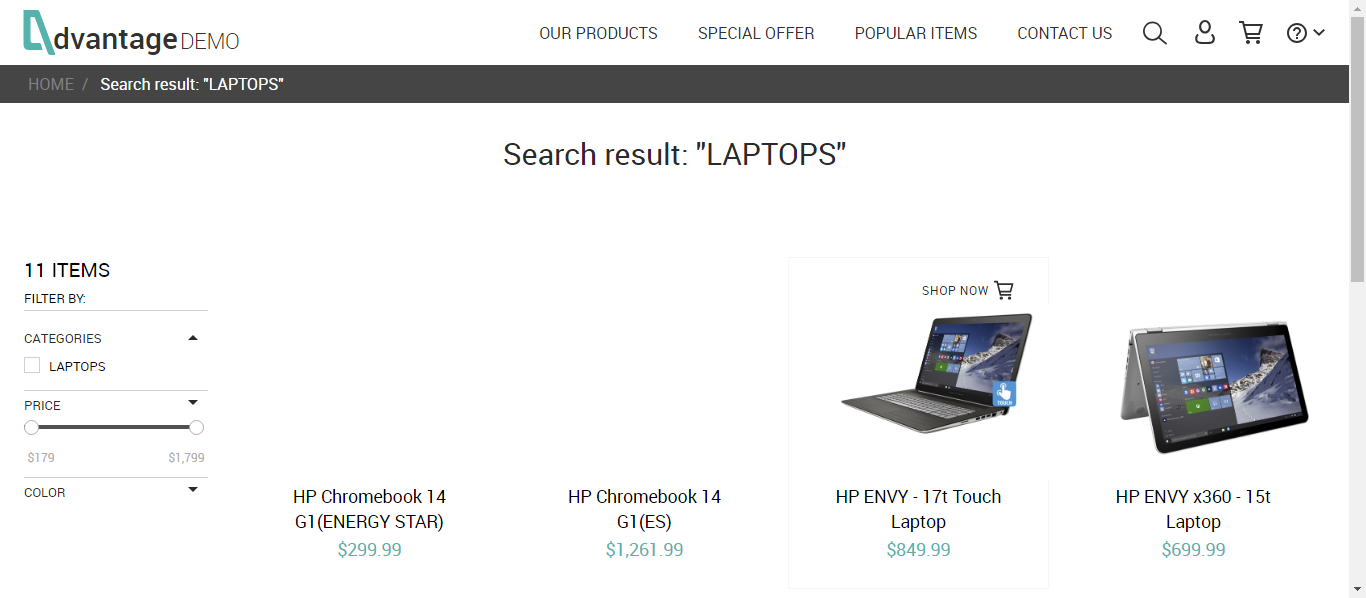 dvantage DEMO
OUR PRODUCTS
SPECIAL OFFER
POPULAR ITEMS
CONTACT US
?
HOME / Search result: "LAPTOPS"
Search result: "LAPTOPS"
11 ITEMS
FILTER BY:
CATEGORIES
LAPTOPS
PRICE
$179
$1,799
COLOR
HP Chromebook 14
G1(ENERGY STAR)
$299.99
HP Chromebook 14
G1(ES)
$1,261.99
SHOP NOW
TOUCH
HP ENVY - 17t Touch
Laptop
$849.99
HP ENVY x360 - 15t
Laptop
$699.99